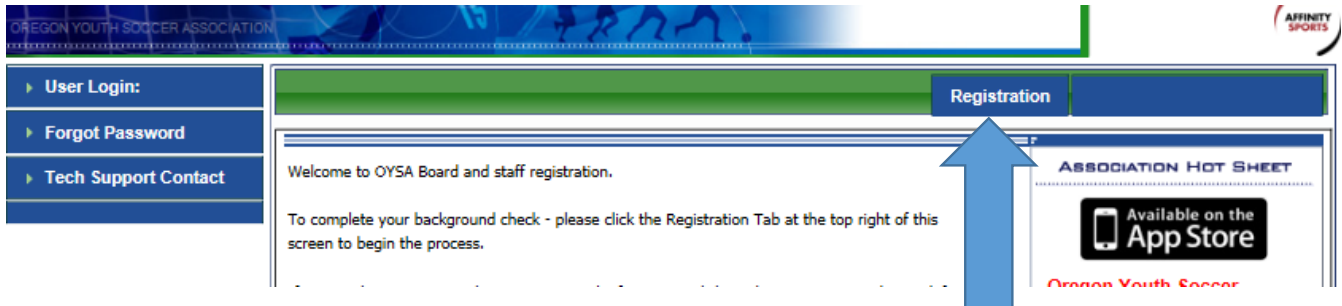 OREGON YOUTH SOCCER ASSOCIATION
AFFINITY
SPORTS
User Login:
Forgot Password
Tech Support Contact
Registration
Welcome to OYSA Board and staff registration.
To complete your background check - please click the Registration Tab at the top right of this
screen to begin the process.
ASSOCIATION HOT SHEET
Available on the
App Store
Oregon Youth Soccer